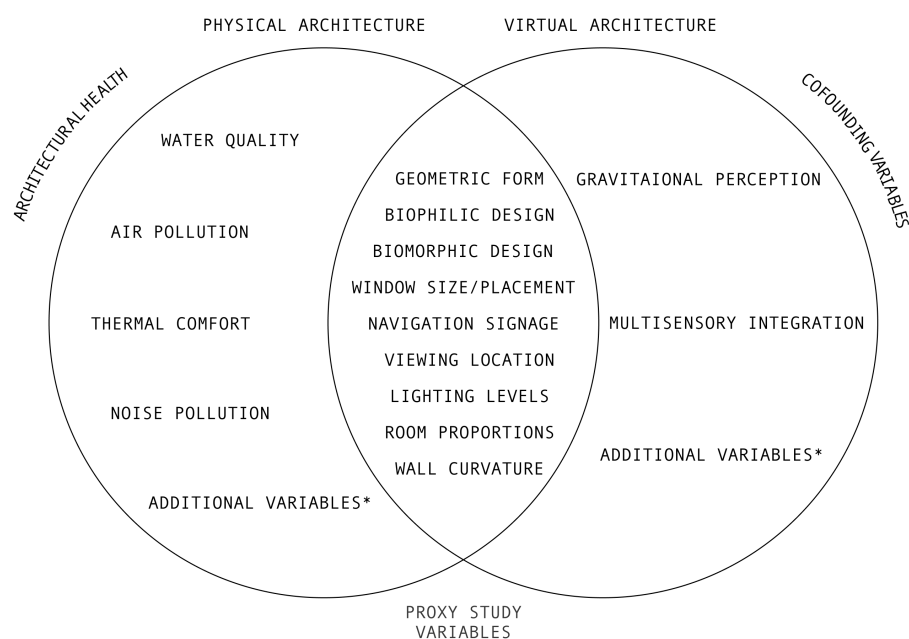 PHYSICAL ARCHITECTURE
VIRTUAL ARCHITECTURE
ARCHITECTURAL HEALTH
COFOUNDING VARIABLES
WATER QUALITY
AIR POLLUTION
THERMAL COMFORT
NOISE POLLUTION
ADDITIONAL VARIABLES*
GEOMETRIC FORM
BIOPHILIC DESIGN
BIOMORPHIC DESIGN
WINDOW SIZE/PLACEMENT
NAVIGATION SIGNAGE
VIEWING LOCATION
LIGHTING LEVELS
ROOM PROPORTIONS
WALL CURVATURE
GRAVITAIONAL PERCEPTION
MULTISENSORY INTEGRATION
ADDITIONAL VARIABLES*
PROXY STUDY
VARIABLES